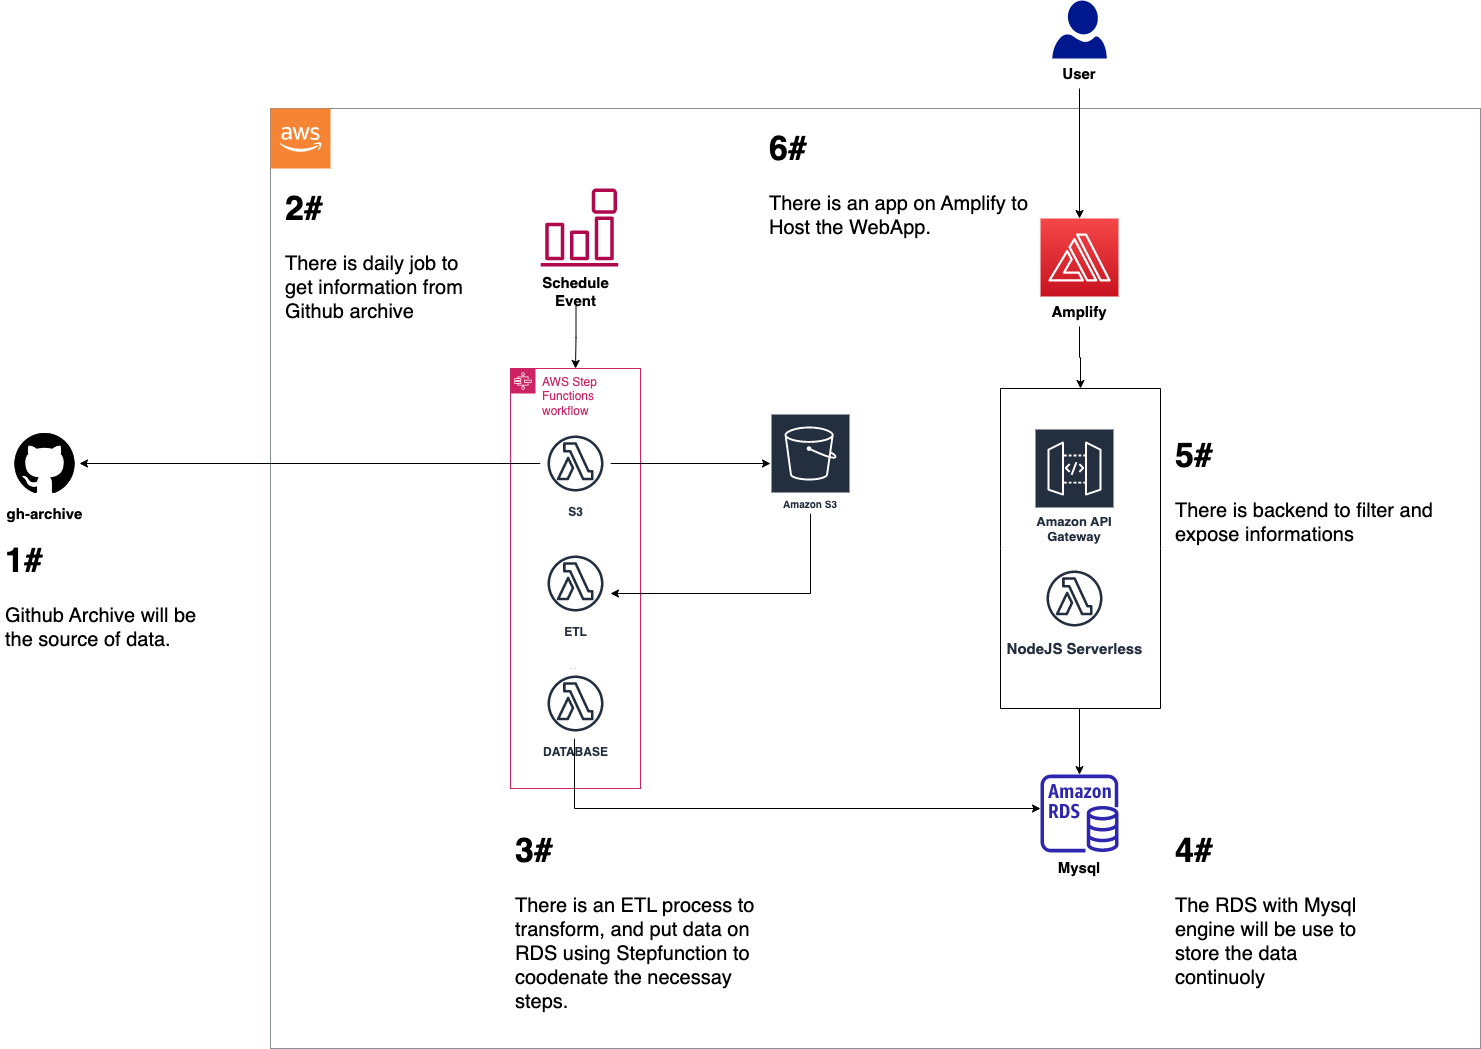 User
aws
6#
There is an app on Amplify to
Host the WebApp.
2#
There is daily job to
get information from
Github archive
Schedule
Event
Amplify
AWS Step
Functions
workflow
S3
Amazon S3
gh-archive
1#
Github Archive will be
the source of data.
ETL
DATABASE
</>
Amazon API
Gateway
NodeJS Serverless
5#
There is backend to filter and
expose informations
Amazon
RDS
Mysql
3#
There is an ETL process to
transform, and put data on
RDS using Stepfunction to
coodenate the necessay
steps.
4#
The RDS with Mysql
engine will be use to
store the data
continuoly